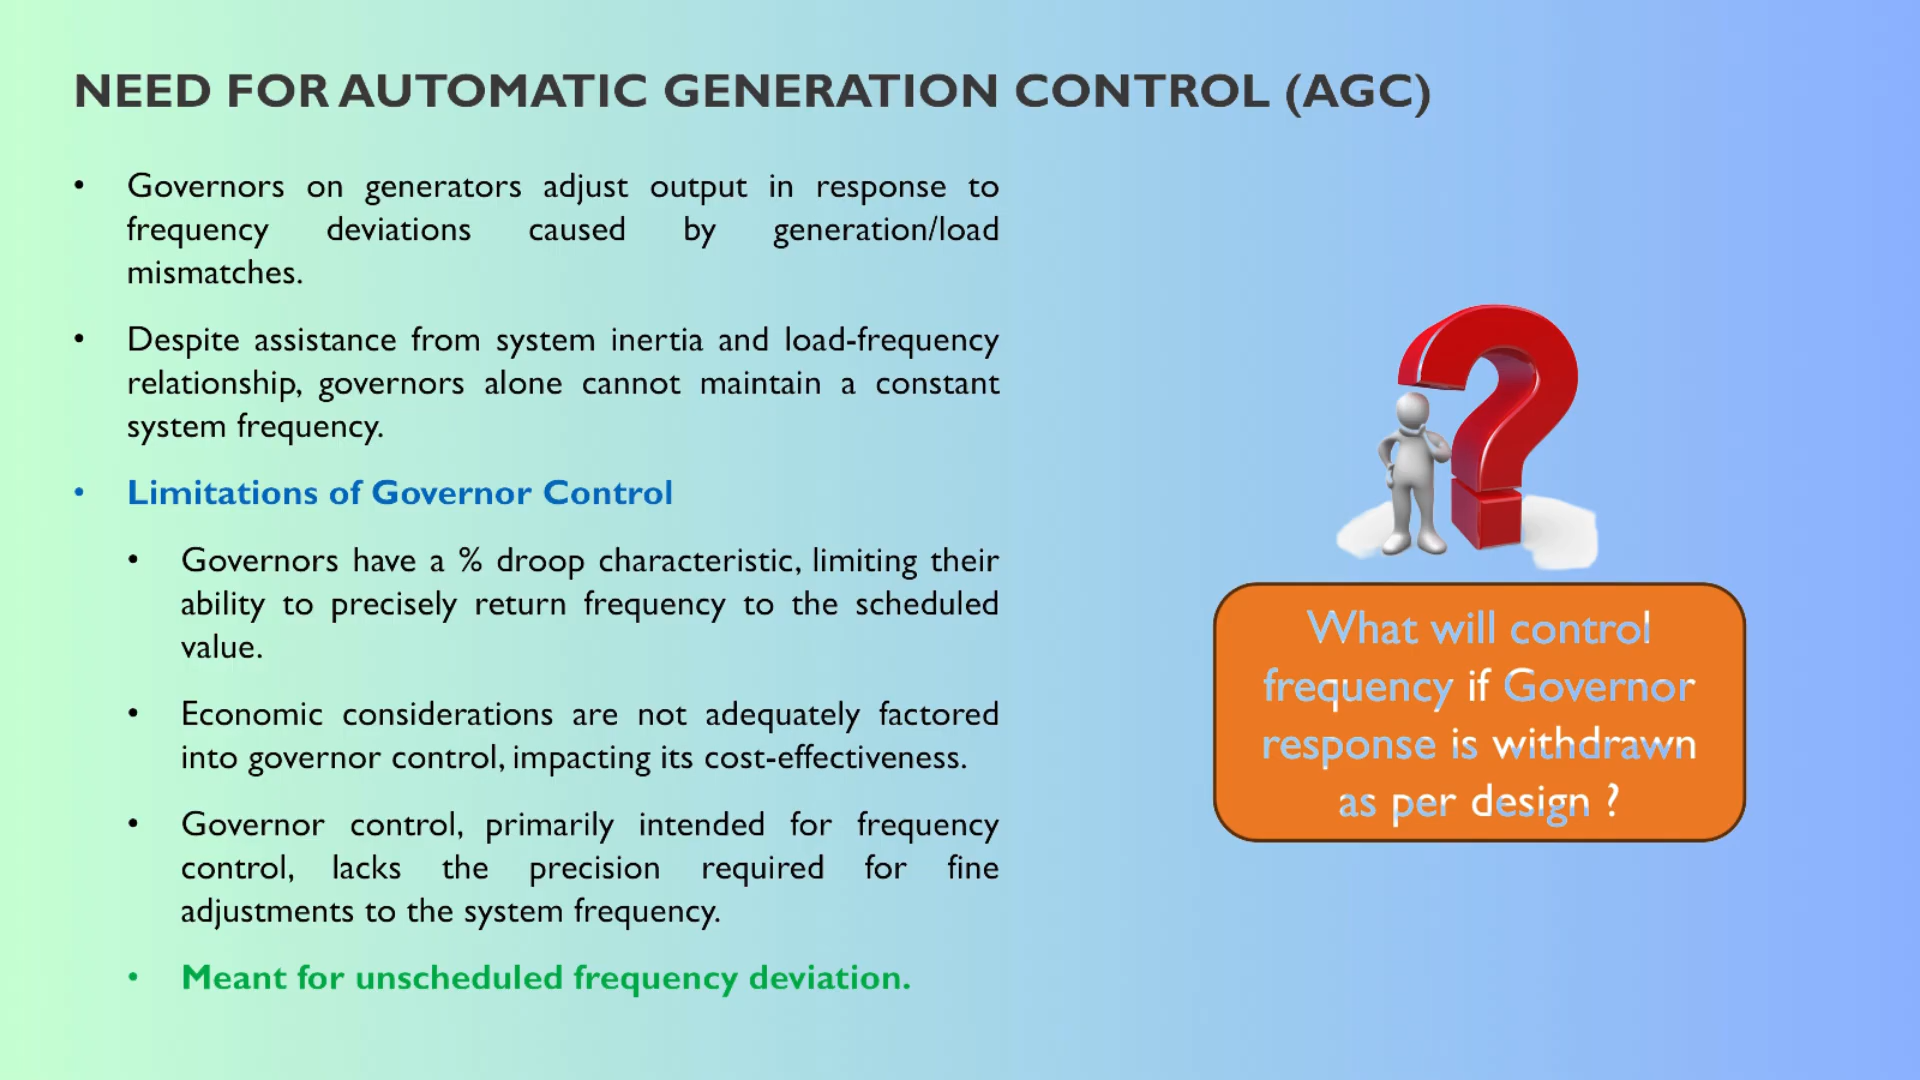 NEED FOR AUTOMATIC GENERATION CONTROL (AGC)
• Governors on generators adjust output in response to
frequency deviations caused by generation/load
mismatches.
• Despite assistance from system inertia and load-frequency
relationship, governors alone cannot maintain a constant
system frequency.
• Limitations of Governor Control
• Governors have a % droop characteristic, limiting their
ability to precisely return frequency to the scheduled
value.
• Economic considerations are not adequately factored
into governor control, impacting its cost-effectiveness.
• Governor control, primarily intended for frequency
control, lacks the precision required for fine
adjustments to the system frequency.
• Meant for unscheduled frequency deviation.
What will control
frequency if Governor
response is withdrawn
as per design ?